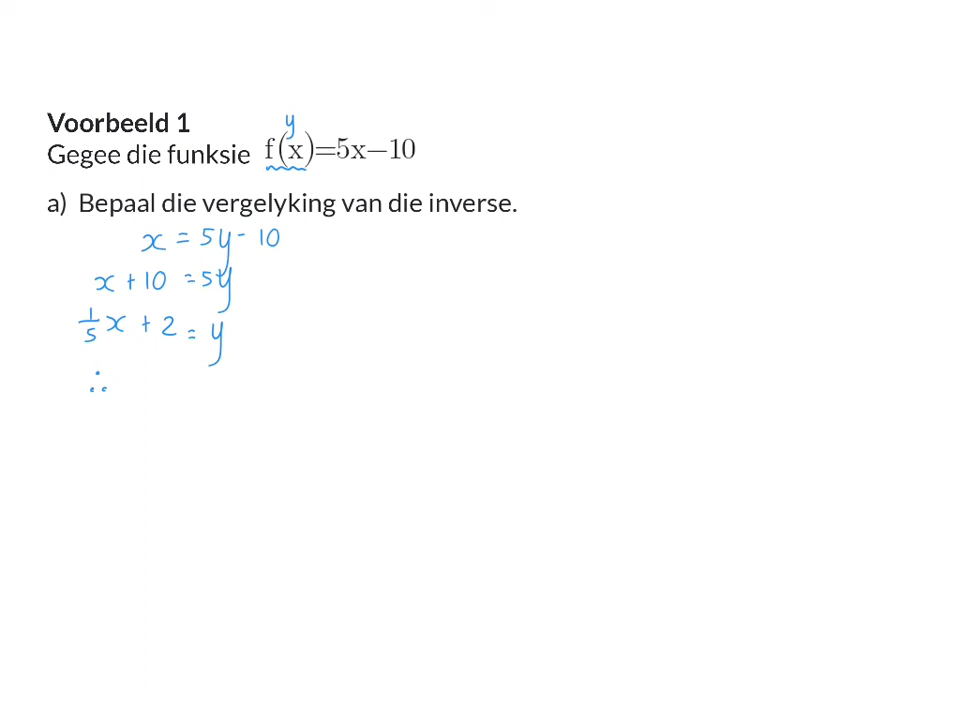 Voorbeeld 1
y
Gegee die funksie f(x)=5x−10
a) Bepaal die vergelyking van die inverse.
x = 5y - 10
x + 10 = 5y
1/5 x + 2 = y
∴